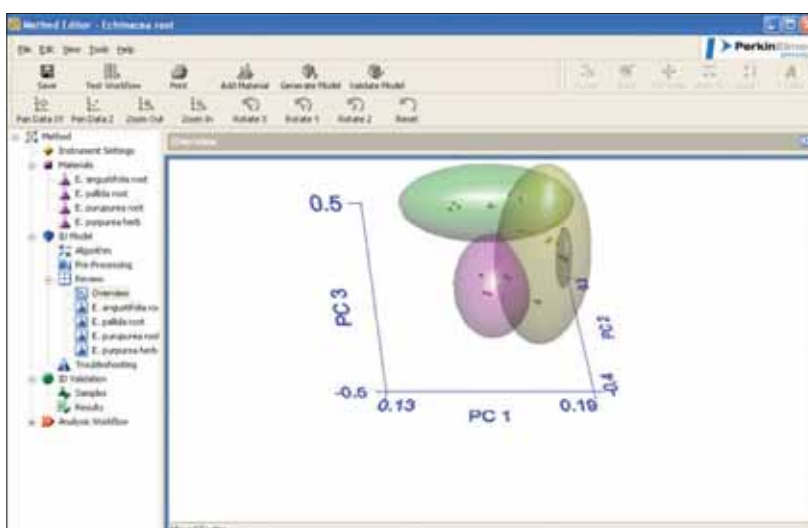 Method Editor - Echinacea root
File Edit View Tools Help
PerkinElmer
Save Test Workflow Print Add Material Generate Model Validate Model
Pan Data XY Pan Data Z Zoom Out Zoom In Rotate X Rotate Y Rotate Z Reset
Method
Instrument Settings
Materials
E. angustifolia root
E. pallida root
E. purpurea root
E. purpurea herb
ID Model
Algorithm
Pre-Processing
Review
Overview
E. angustifolia ro
E. pallida root
E. purpurea root
E. purpurea herb
Troubleshooting
ID Validation
Samples
Results
Analysis Workflow
Overview
0.5
PC 3
-0.5
0.13
PC 1
0.19
PC 2
-0.4